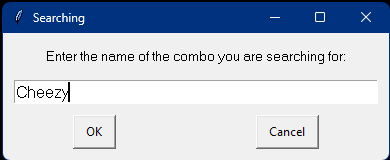 Searching
Enter the name of the combo you are searching for:
Cheezy
OK Cancel